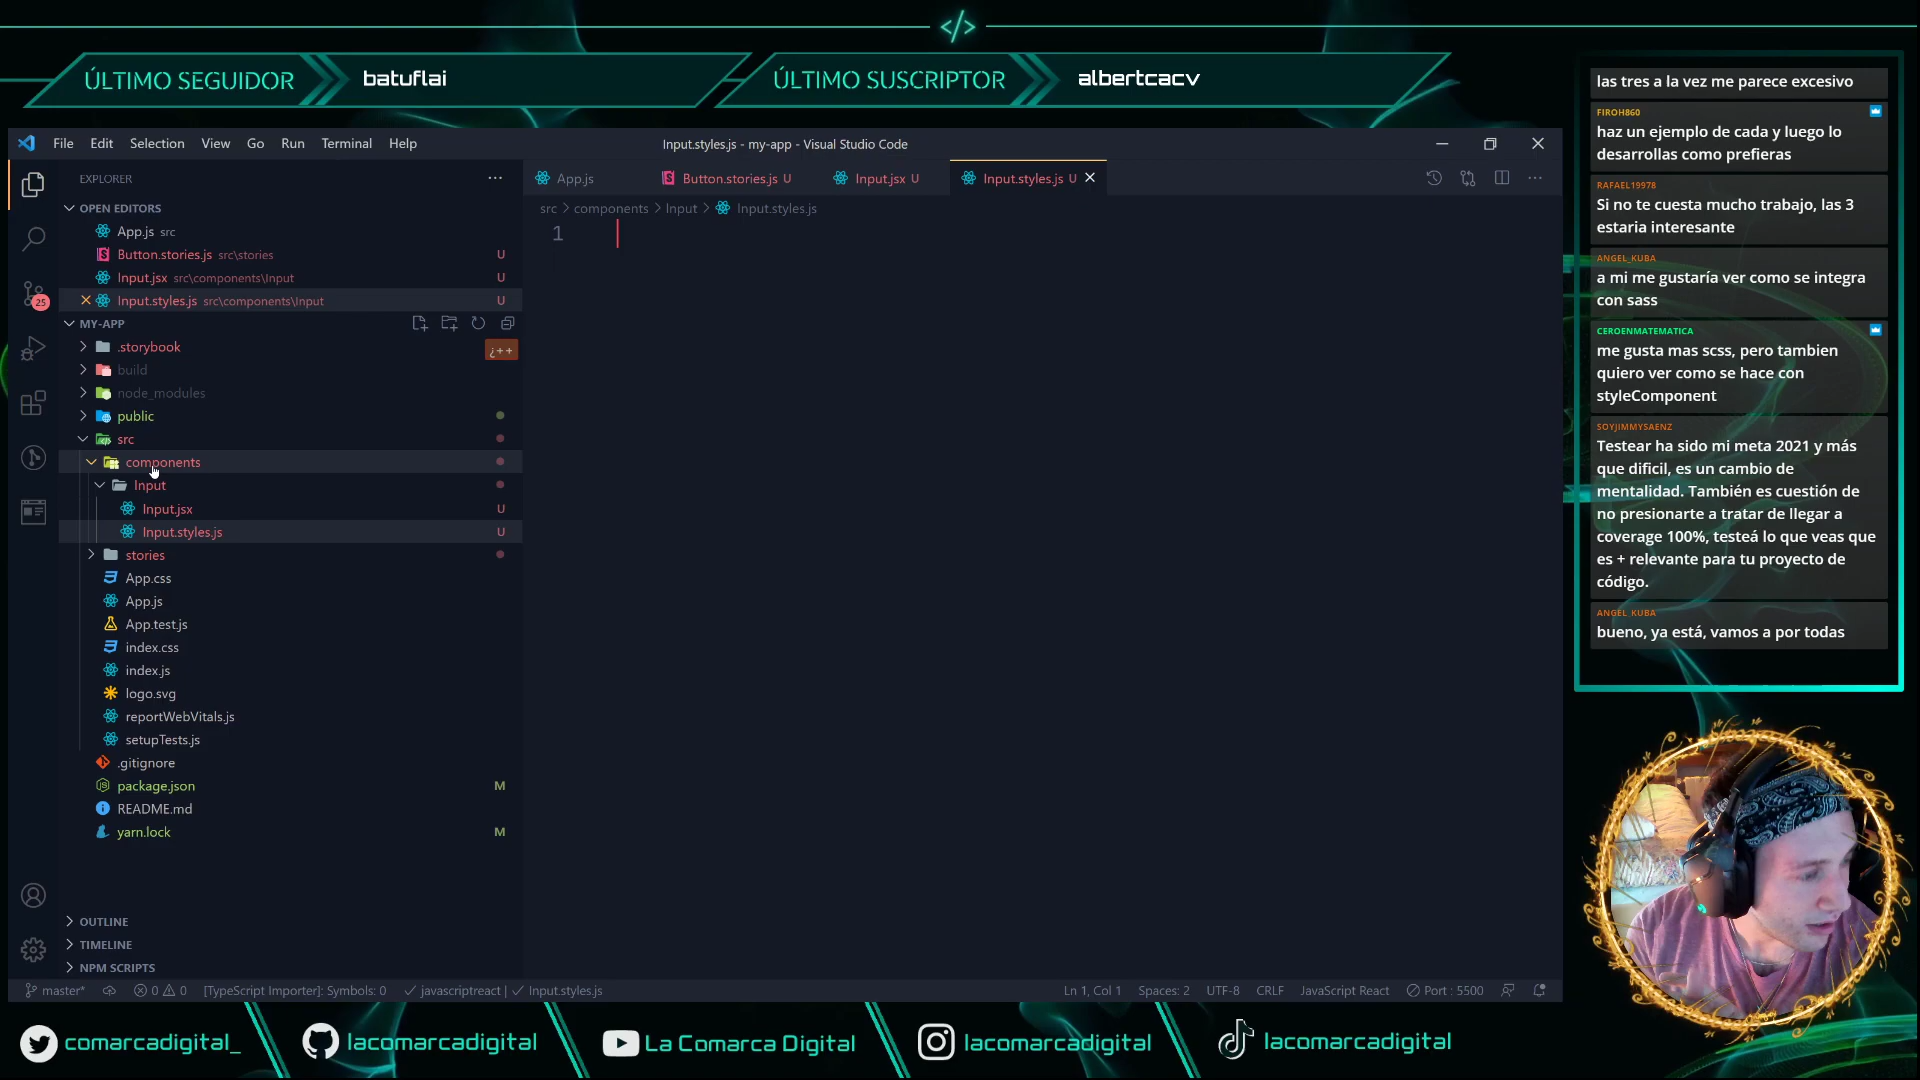 </>
ÚLTIMO SEGUIDOR
batuflai
ÚLTIMO SUSCRIPTOR
albertcacv
File Edit Selection View Go Run Terminal Help
Input.styles.js - my-app - Visual Studio Code
EXPLORER
OPEN EDITORS
App.js src
Button.stories.js src\stories U
Input.jsx src\components\Input U
Input.styles.js src\components\Input U
MY-APP
.storybook
¿++
build
node_modules
public
src
components
Input
Input.jsx U
Input.styles.js U
stories
App.css
App.js
App.test.js
index.css
index.js
logo.svg
reportWebVitals.js
setupTests.js
.gitignore
package.json M
README.md
yarn.lock M
OUTLINE
TIMELINE
NPM SCRIPTS
25
App.js
Button.stories.js U
Input.jsx U
Input.styles.js U
src > components > Input > Input.styles.js
1
master* 0 0 [TypeScript Importer]: Symbols: 0 javascriptreact | Input.styles.js
Ln 1, Col 1 Spaces: 2 UTF-8 CRLF JavaScript React Port : 5500
las tres a la vez me parece excesivo
FIROH860
haz un ejemplo de cada y luego lo
desarrollas como prefieras
RAFAEL19978
Si no te cuesta mucho trabajo, las 3
estaria interesante
ANGEL_KUBA
a mi me gustaría ver como se integra
con sass
CEROENMATEMATICA
me gusta mas scss, pero tambien
quiero ver como se hace con
styleComponent
SOYJIMMYSAENZ
Testear ha sido mi meta 2021 y más
que dificil, es un cambio de
mentalidad. También es cuestión de
no presionarte a tratar de llegar a
coverage 100%, testeá lo que veas que
es + relevante para tu proyecto de
código.
ANGEL_KUBA
bueno, ya está, vamos a por todas
comarcadigital_
lacomarcadigital
La Comarca Digital
lacomarcadigital
lacomarcadigital